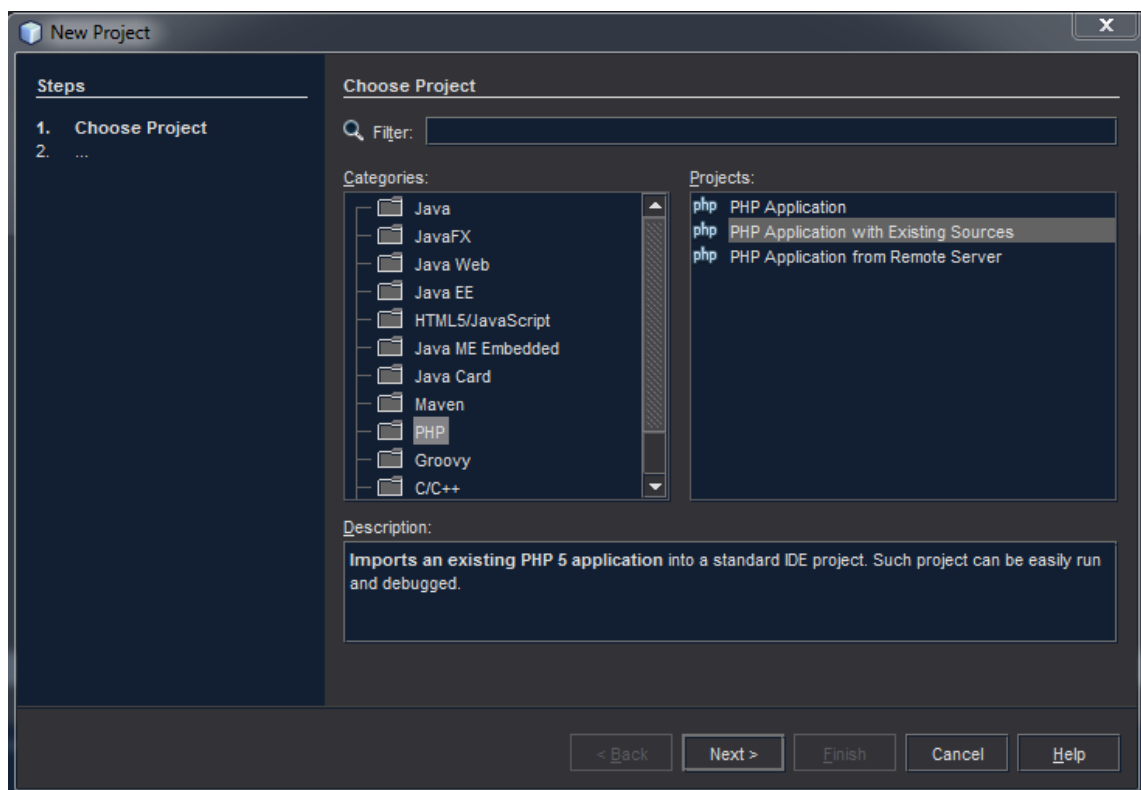 New Project
X
Steps
1. Choose Project
2. ...
Choose Project
Filter:
Categories:
Java
JavaFX
Java Web
Java EE
HTML5/JavaScript
Java ME Embedded
Java Card
Maven
PHP
Groovy
C/C++
Projects:
php PHP Application
php PHP Application with Existing Sources
php PHP Application from Remote Server
Description:
Imports an existing PHP 5 application into a standard IDE project. Such project can be easily run
and debugged.
< Back
Next >
Finish
Cancel
Help